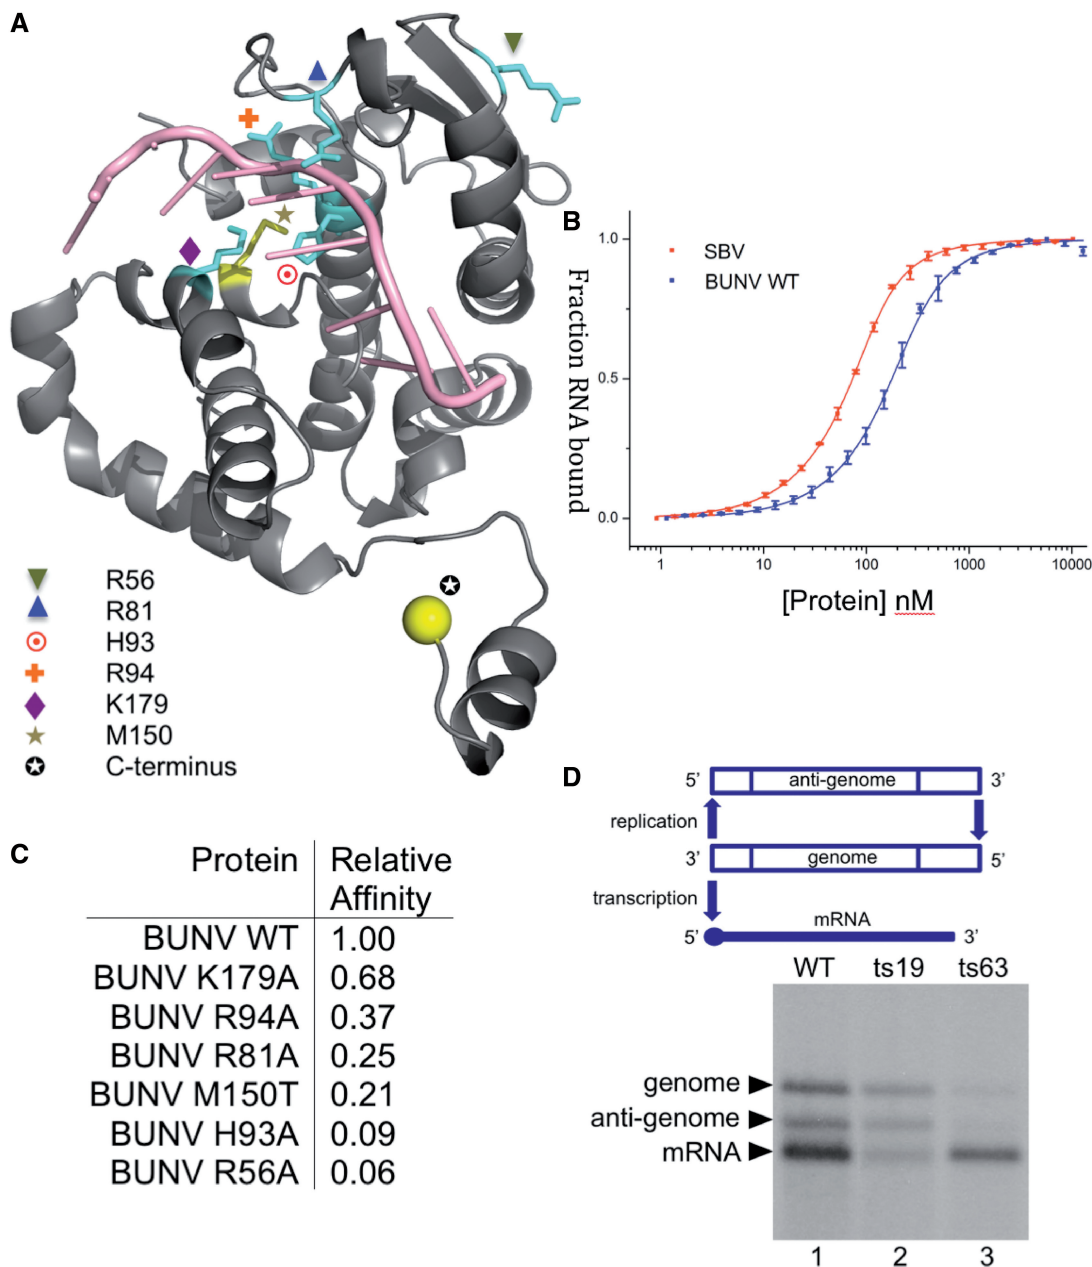 A
R56
R81
H93
R94
K179
M150
C-terminus
B
SBV
BUNV WT
Fraction RNA bound
1.0
0.5
0.0
1 10 100 1000 10000
[Protein] nM
C
Protein Relative
Affinity
BUNV WT 1.00
BUNV K179A 0.68
BUNV R94A 0.37
BUNV R81A 0.25
BUNV M150T 0.21
BUNV H93A 0.09
BUNV R56A 0.06
D
5’ anti-genome 3’
replication
3’ genome 5’
transcription
mRNA
5’ 3’
WT ts19 ts63
genome
anti-genome
mRNA
1 2 3